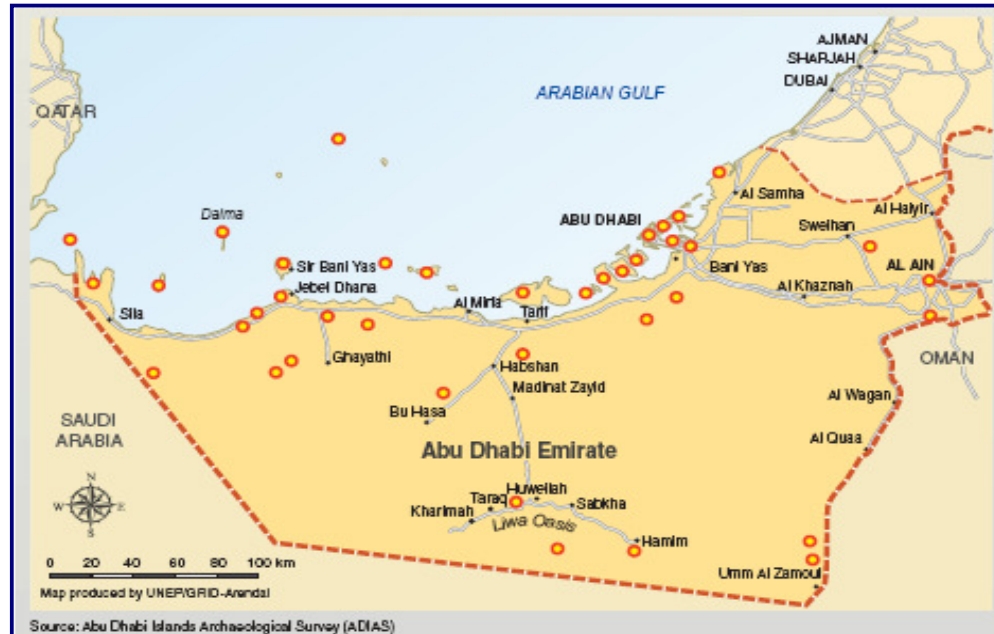 AJMAN
SHARJAH
DUBAI
ARABIAN GULF
QATAR
Dalma
ABU DHABI
Al Samha
Al Haiyir
Sweihan
Sir Bani Yas
Bani Yas
AL AIN
Jebel Dhana
Al Khaznah
Sila
Al Mirfa
Tarif
Ghayathi
Habshan
OMAN
Madinat Zayid
Al Wagan
Bu Hasa
SAUDI
ARABIA
Al Quaa
Abu Dhabi Emirate
N
W E
S
Huweilah
Taraq
Sabkha
Kharimah
Liwa Oasis
Hamim
0 20 40 60 80 100 km
Umm Al Zamoul
Map produced by UNEP/GRID-Arendal
Source: Abu Dhabi Islands Archaeological Survey (ADIAS)